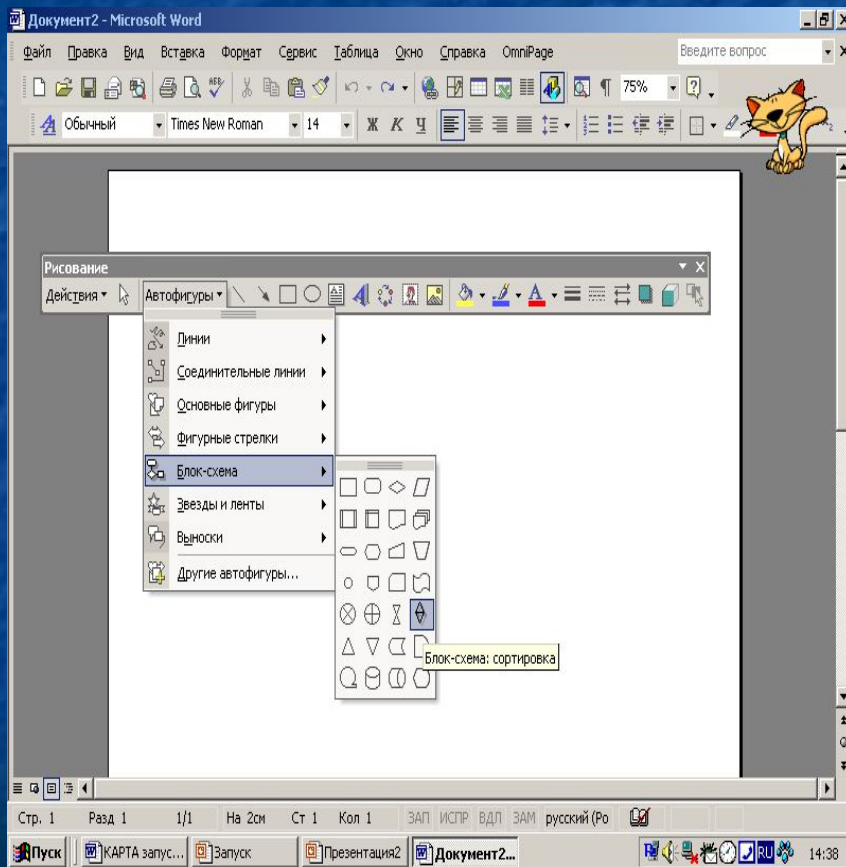 Документ2 - Microsoft Word
Файл Правка Вид Вставка Формат Сервис Таблица Окно Справка OmniPage Введите вопрос
75%
Обычный Times New Roman 14 Ж К Ч
Рисование
Действия Автофигуры
Линии
Соединительные линии
Основные фигуры
Фигурные стрелки
Блок-схема
Звезды и ленты
Выноски
Другие автофигуры...
Блок-схема: сортировка
Стр. 1 Разд 1 1/1 На 2см Ст 1 Кол 1 ЗАП ИСПР ВДЛ ЗАМ русский (Ро
Пуск КАРТА запус... Запуск Презентация2 Документ2... RU 14:38